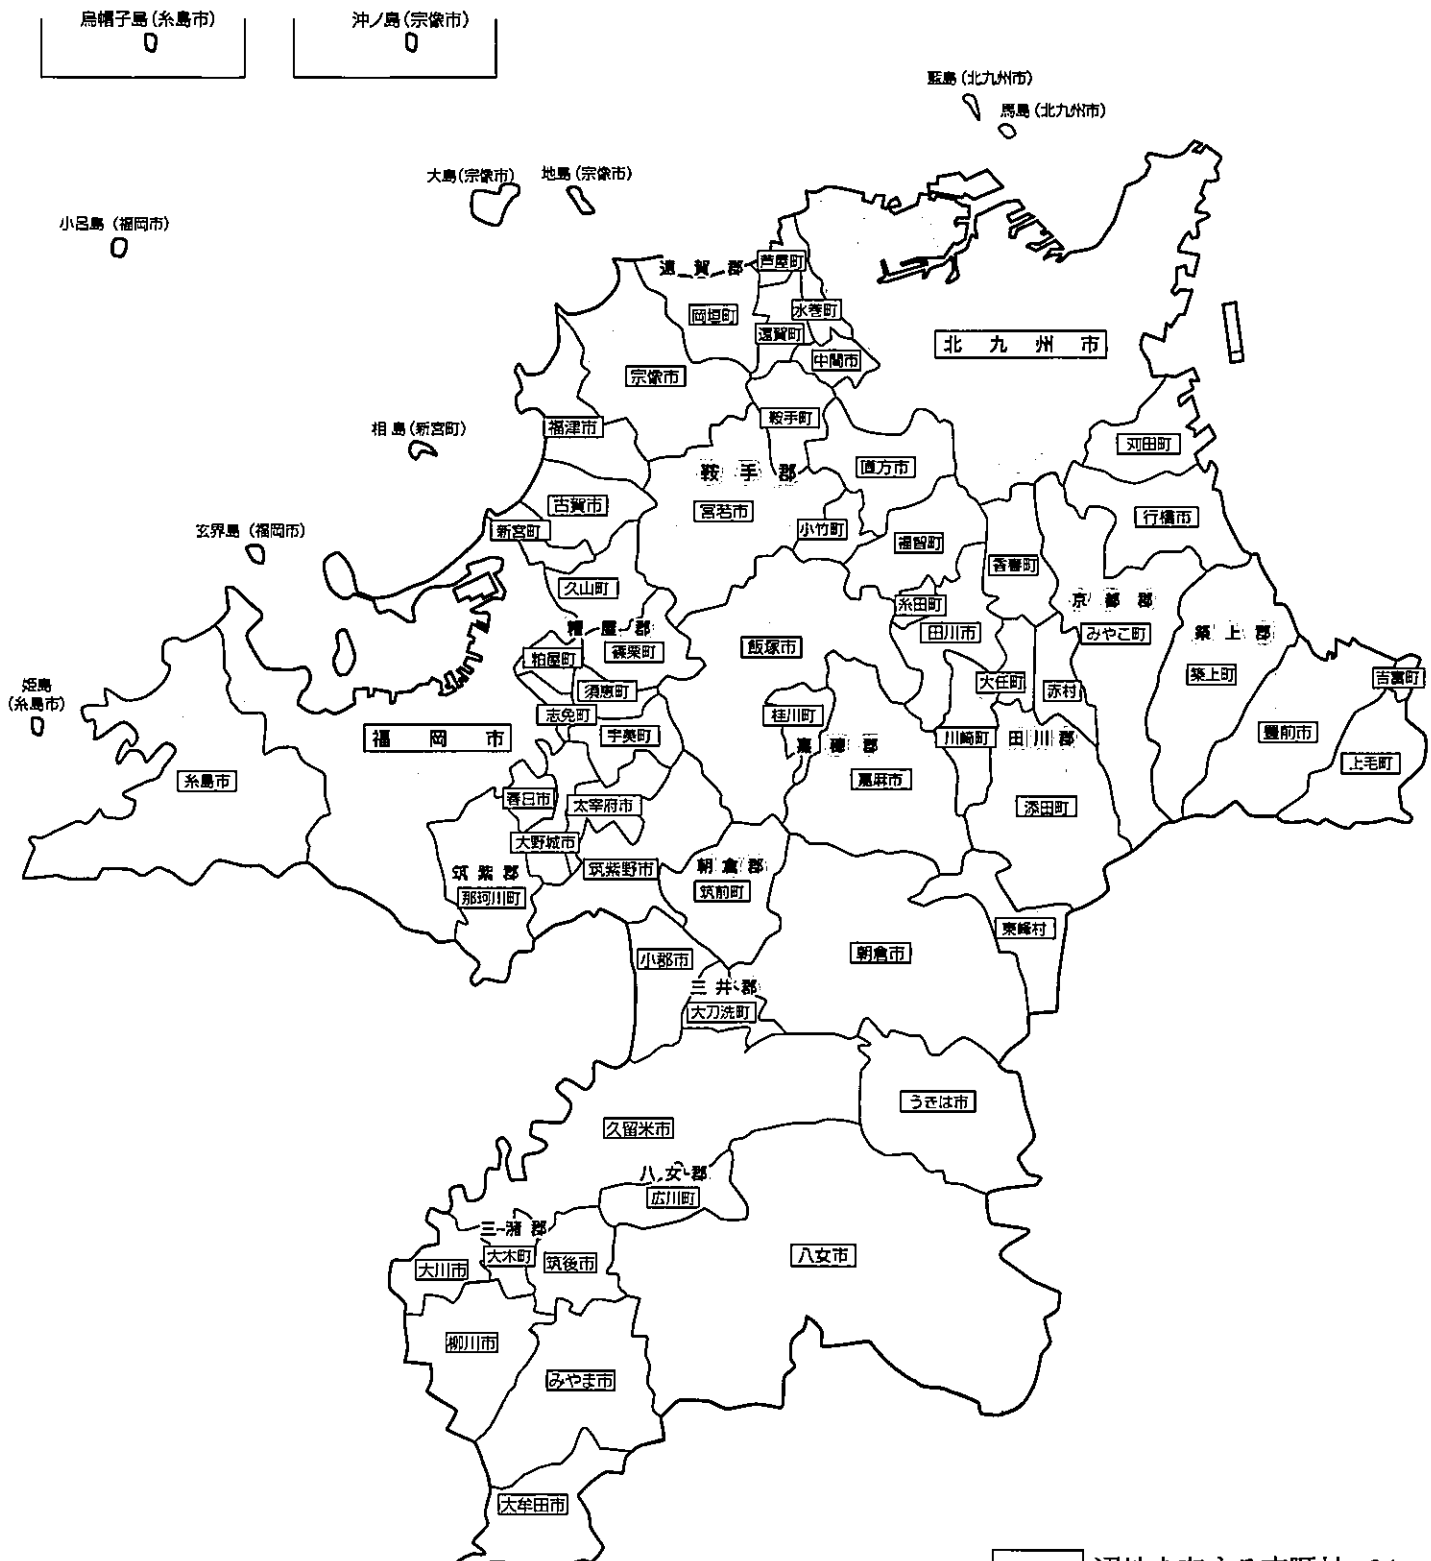 烏帽子島(糸島市)
沖ノ島(宗像市)
藍島(北九州市)
馬島(北九州市)
大島(宗像市)
地島(宗像市)
小呂島(福岡市)
遠賀郡
芦屋町
岡垣町
水巻町
遠賀町
北九州市
中間市
宗像市
鞍手町
福津市
相島(新宮町)
苅田町
直方市
鞍手郡
古賀市
宮若市
行橋市
新宮町
小竹町
玄界島(福岡市)
福智町
香春町
久山町
京都郡
糸田町
糟屋郡
田川市
みやこ町
築上郡
飯塚市
篠栗町
粕屋町
築上町
吉富町
大任町
赤村
須恵町
姫島
(糸島市)
志免町
桂川町
福岡市
宇美町
川崎町
田川郡
豊前市
嘉穂郡
上毛町
糸島市
嘉麻市
春日市
太宰府市
添田町
大野城市
筑紫野市
朝倉郡
筑紫郡
筑前町
那珂川町
東峰村
小郡市
朝倉市
三井郡
大刀洗町
うきは市
久留米市
八女郡
広川町
三潴郡
大木町
八女市
筑後市
大川市
柳川市
みやま市
大牟田市